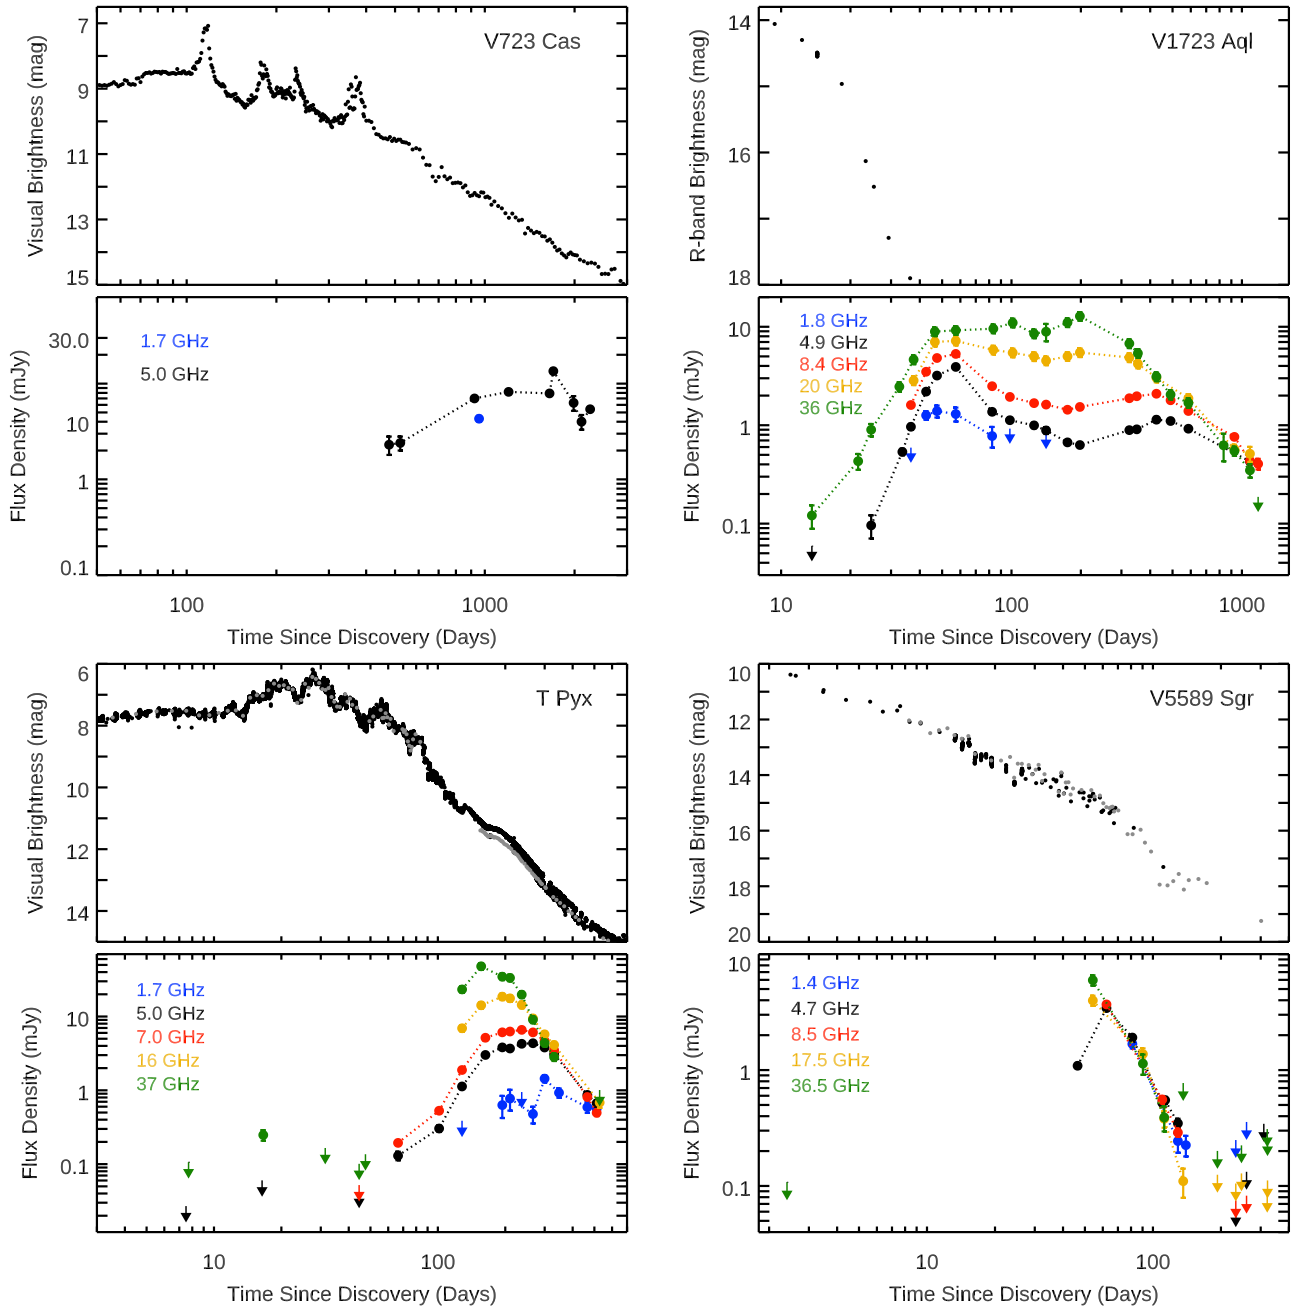 V723 Cas
Visual Brightness (mag)
7
9
11
13
15
1.7 GHz
5.0 GHz
Flux Density (mJy)
30.0
10
1
0.1
100
1000
Time Since Discovery (Days)
V1723 Aql
R-band Brightness (mag)
14
16
18
1.8 GHz
4.9 GHz
8.4 GHz
20 GHz
36 GHz
Flux Density (mJy)
10
1
0.1
10
100
1000
Time Since Discovery (Days)
T Pyx
Visual Brightness (mag)
6
8
10
12
14
1.7 GHz
5.0 GHz
7.0 GHz
16 GHz
37 GHz
Flux Density (mJy)
10
1
0.1
10
100
Time Since Discovery (Days)
V5589 Sgr
Visual Brightness (mag)
10
12
14
16
18
20
1.4 GHz
4.7 GHz
8.5 GHz
17.5 GHz
36.5 GHz
Flux Density (mJy)
10
1
0.1
10
100
Time Since Discovery (Days)